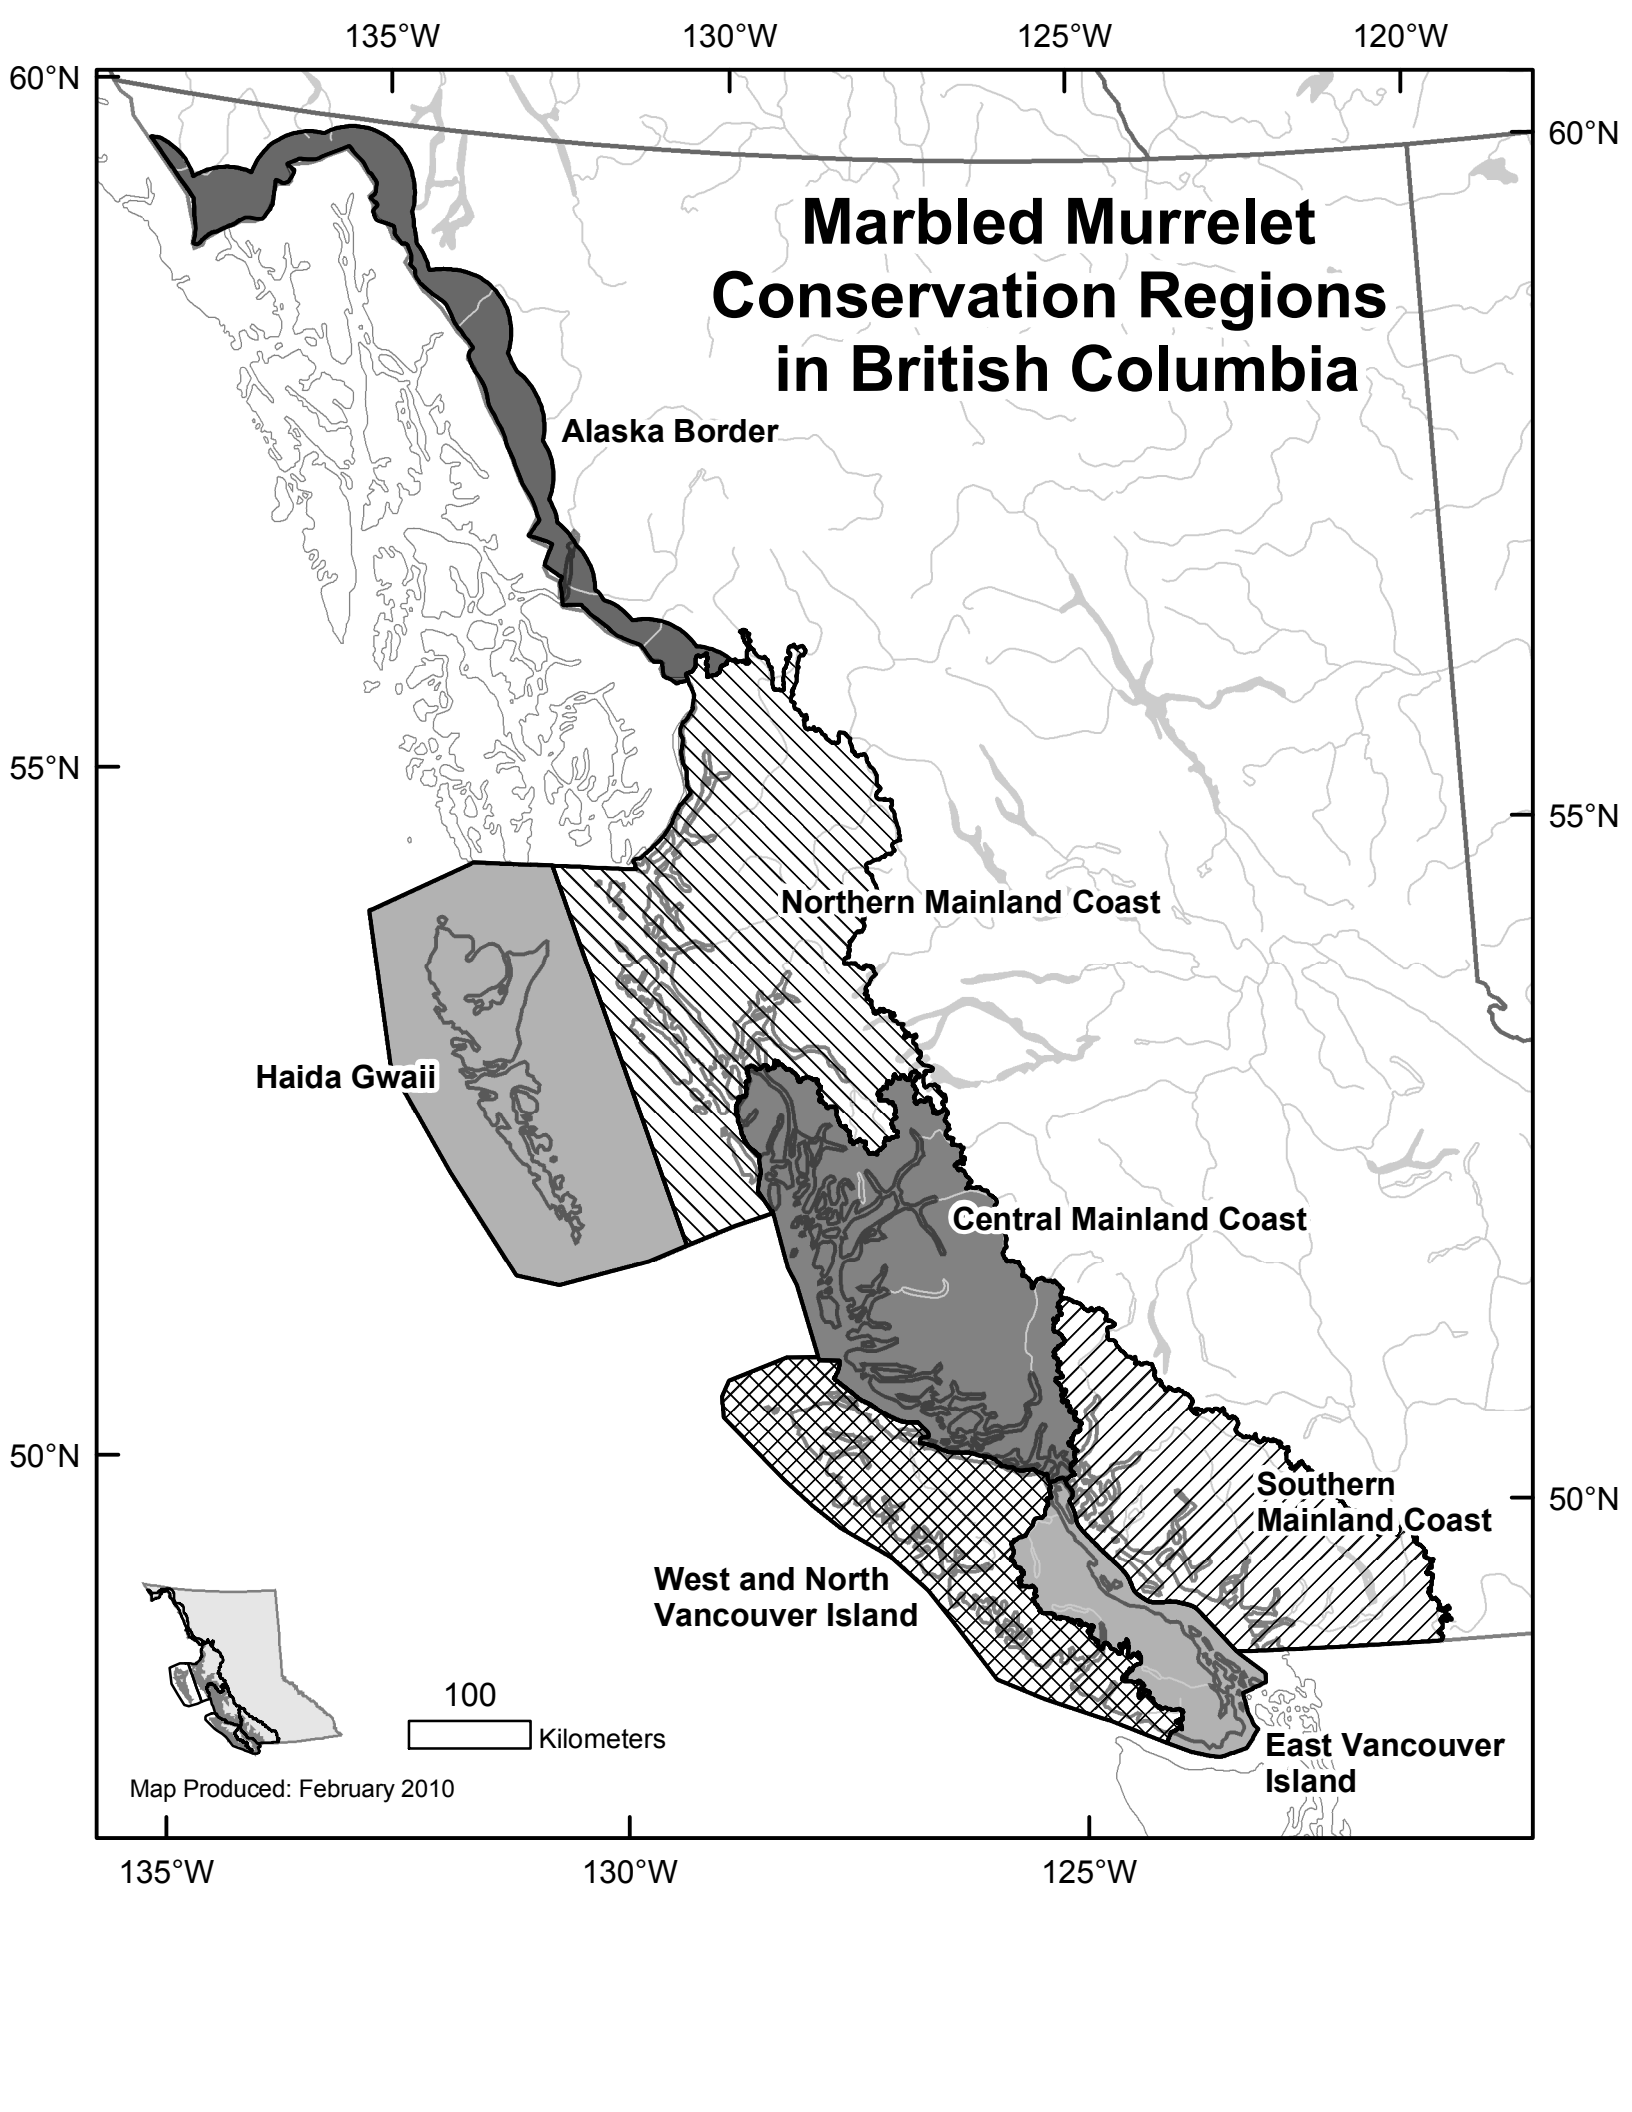 135°W 130°W 125°W 120°W
60°N
60°N
Marbled Murrelet
Conservation Regions
in British Columbia
Alaska Border
55°N
55°N
Northern Mainland Coast
Haida Gwaii
Central Mainland Coast
50°N
50°N
Southern
Mainland Coast
West and North
Vancouver Island
100
Kilometers
East Vancouver
Island
Map Produced: February 2010
135°W 130°W 125°W